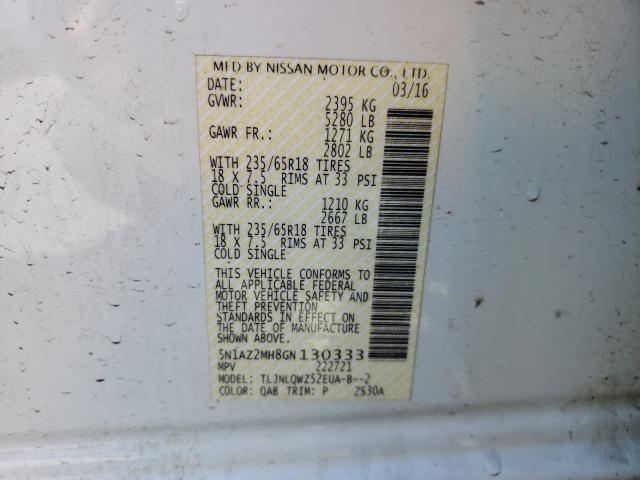 MFD BY NISSAN MOTOR CO., LTD.
DATE: 03/16
GVWR: 2395 KG
5280 LB
GAWR FR.: 1271 KG
2802 LB
WITH 235/65R18 TIRES
18 X 7.5 RIMS AT 33 PSI
COLD SINGLE
GAWR RR.: 1210 KG
2667 LB
WITH 235/65R18 TIRES
18 X 7.5 RIMS AT 33 PSI
COLD SINGLE
THIS VEHICLE CONFORMS TO
ALL APPLICABLE FEDERAL
MOTOR VEHICLE SAFETY AND
THEFT PREVENTION
STANDARDS IN EFFECT ON
THE DATE OF MANUFACTURE
SHOWN ABOVE.
5N1AZ2MH8GN130333
MPV 222721
MODEL: TLJNLQWZ52EUA-B--2
COLOR: QAB TRIM: P ZS30A